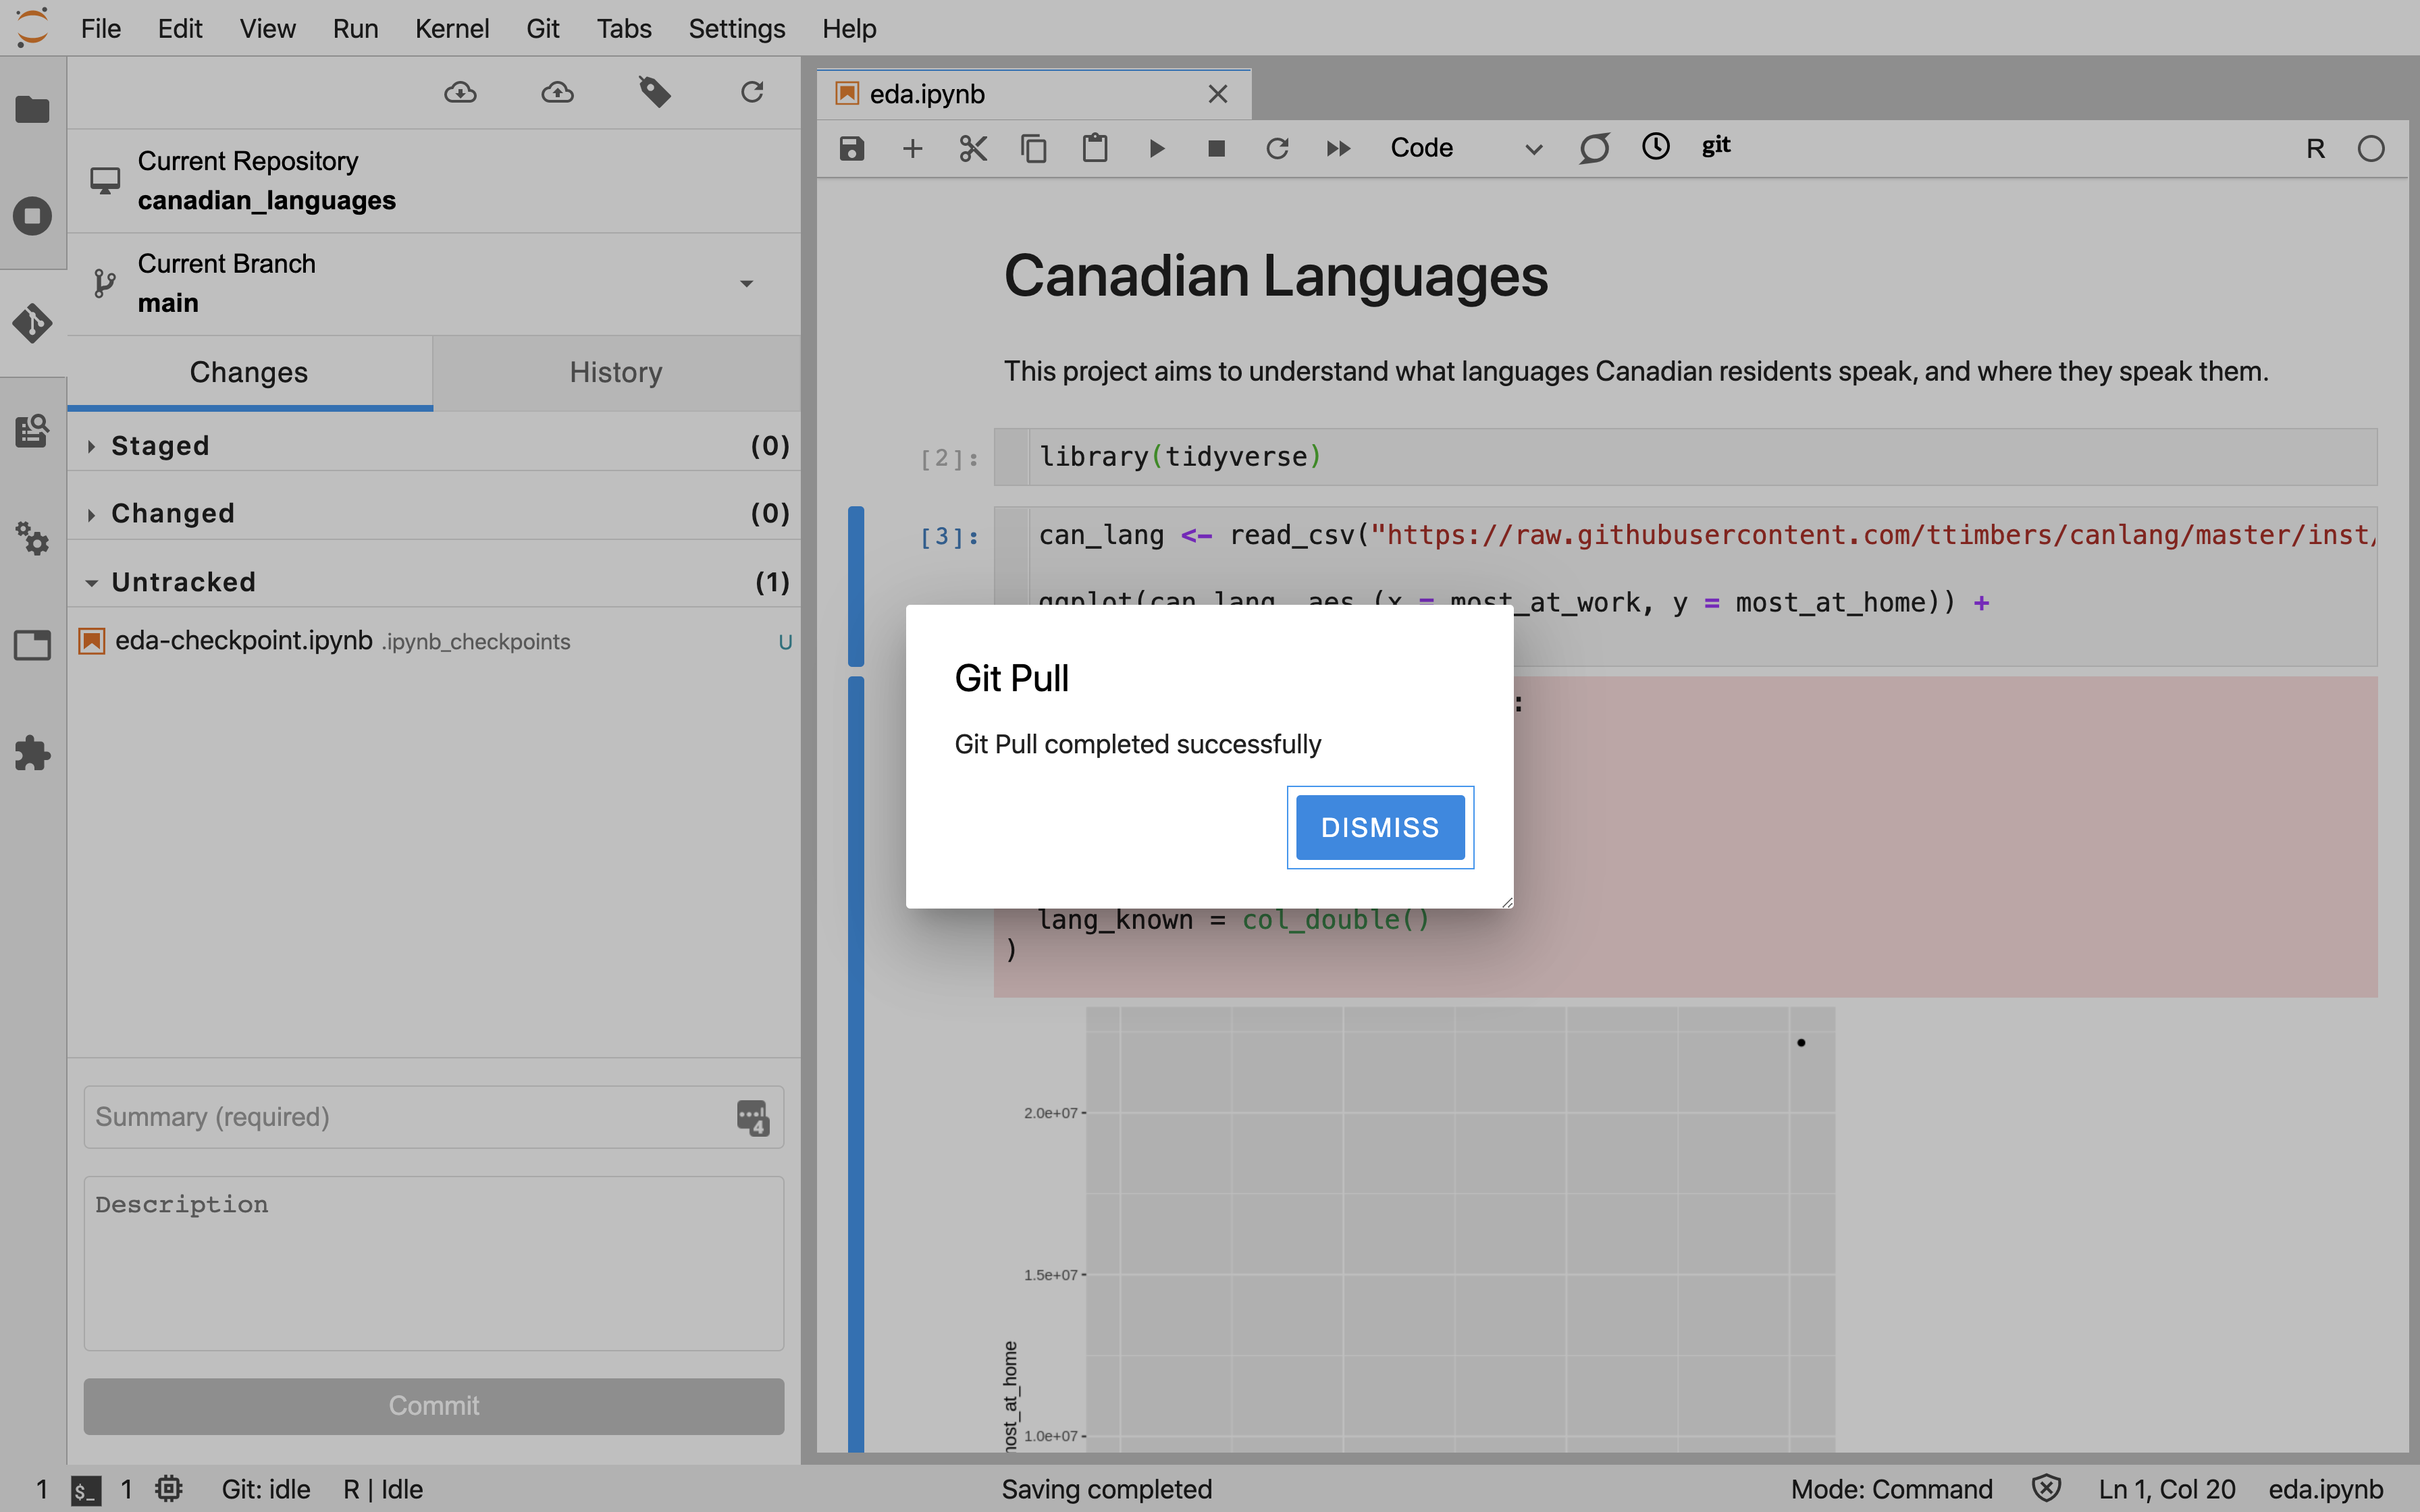 File Edit View Run Kernel Git Tabs Settings Help
Current Repository
canadian_languages
Current Branch
main
Changes History
Staged (0)
Changed (0)
Untracked (1)
eda-checkpoint.ipynb .ipynb_checkpoints U
Summary (required)
4
Description
Commit
eda.ipynb
Code git R
Canadian Languages
This project aims to understand what languages Canadian residents speak, and where they speak them.
[2]: library(tidyverse)
[3]: can_lang <- read_csv("https://raw.githubusercontent.com/ttimbers/canlang/master/inst/
ggplot(can_lang, aes (x = most_at_work, y = most_at_home)) +
:
Git Pull
Git Pull completed successfully
DISMISS
lang_known = col_double()
)
2.0e+07
1.5e+07
1.0e+07
most_at_home
1 $_ 1 Git: idle R | Idle Saving completed Mode: Command Ln 1, Col 20 eda.ipynb